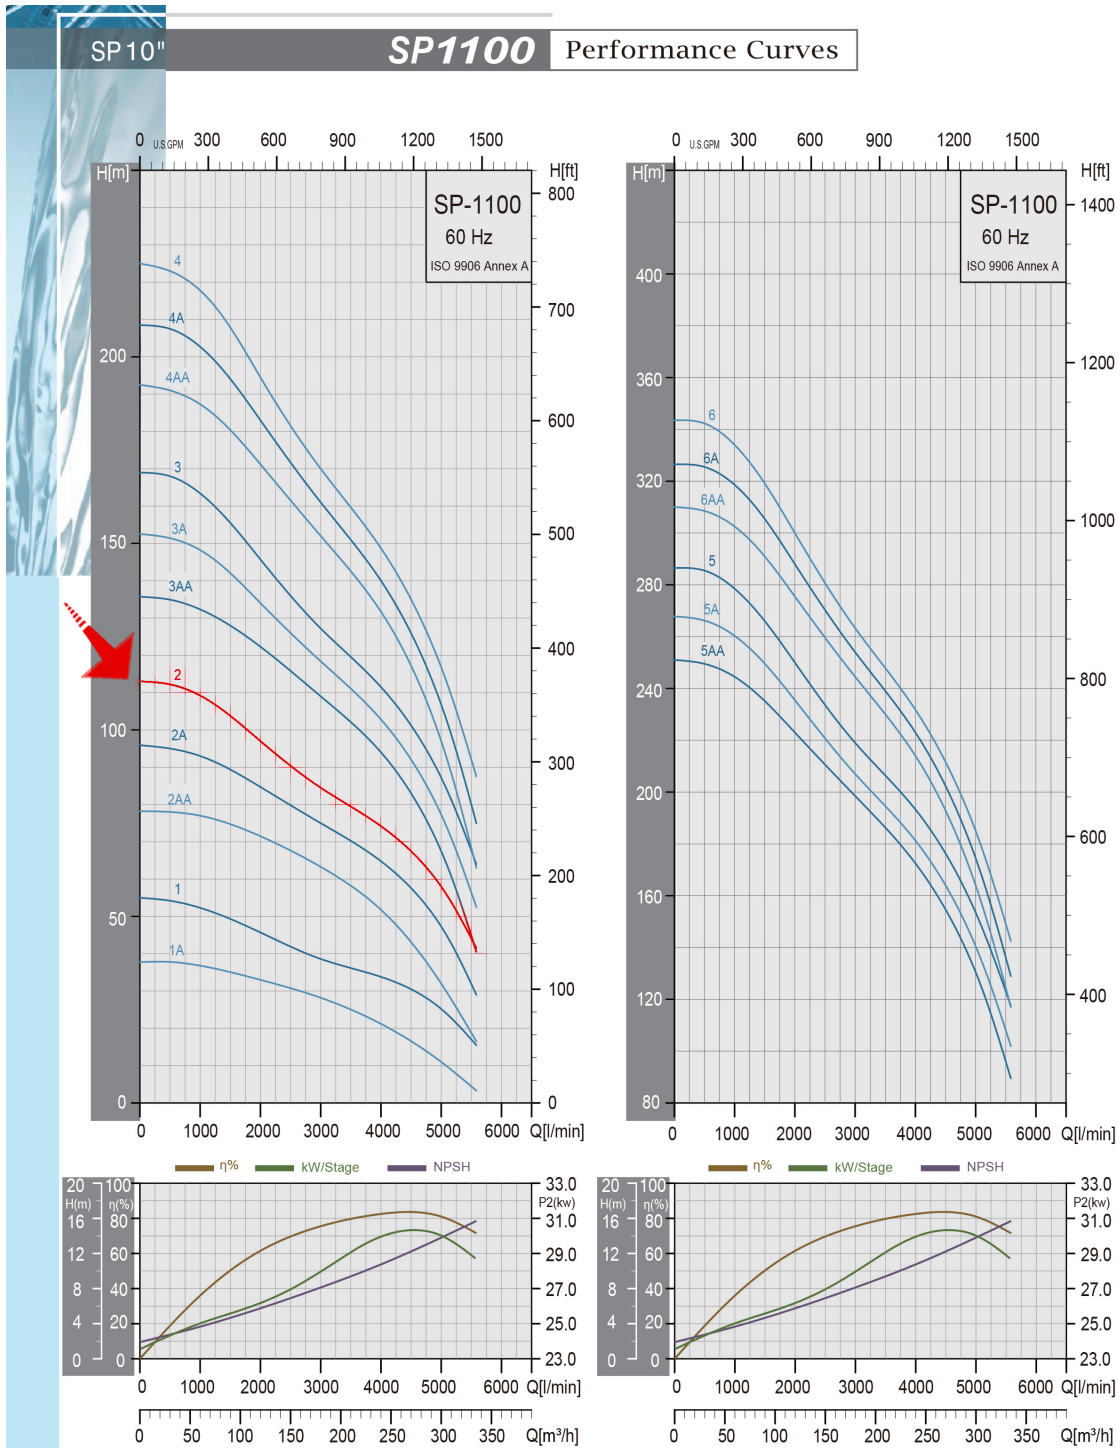 SP10" SP1100 Performance Curves
0 U.S.GPM 300 600 900 1200 1500
H[m] H[ft]
SP-1100
60 Hz
ISO 9906 Annex A
800
700
600
500
400
300
200
100
0
200
150
100
50
0
4
4A
4AA
3
3A
3AA
2
2A
2AA
1
1A
0 1000 2000 3000 4000 5000 6000 Q[l/min]
0 U.S.GPM 300 600 900 1200 1500
H[m] H[ft]
SP-1100
60 Hz
ISO 9906 Annex A
1400
1200
1000
800
600
400
400
360
320
280
240
200
160
120
80
6
6A
6AA
5
5A
5AA
0 1000 2000 3000 4000 5000 6000 Q[l/min]
η% kW/Stage NPSH
20 100 33.0
H(m) η(%) P2(kw)
16 80 31.0
12 60 29.0
8 40 27.0
4 20 25.0
0 0 23.0
0 1000 2000 3000 4000 5000 6000 Q[l/min]
0 50 100 150 200 250 300 350 Q[m³/h]
η% kW/Stage NPSH
20 100 33.0
H(m) η(%) P2(kw)
16 80 31.0
12 60 29.0
8 40 27.0
4 20 25.0
0 0 23.0
0 1000 2000 3000 4000 5000 6000 Q[l/min]
0 50 100 150 200 250 300 350 Q[m³/h]